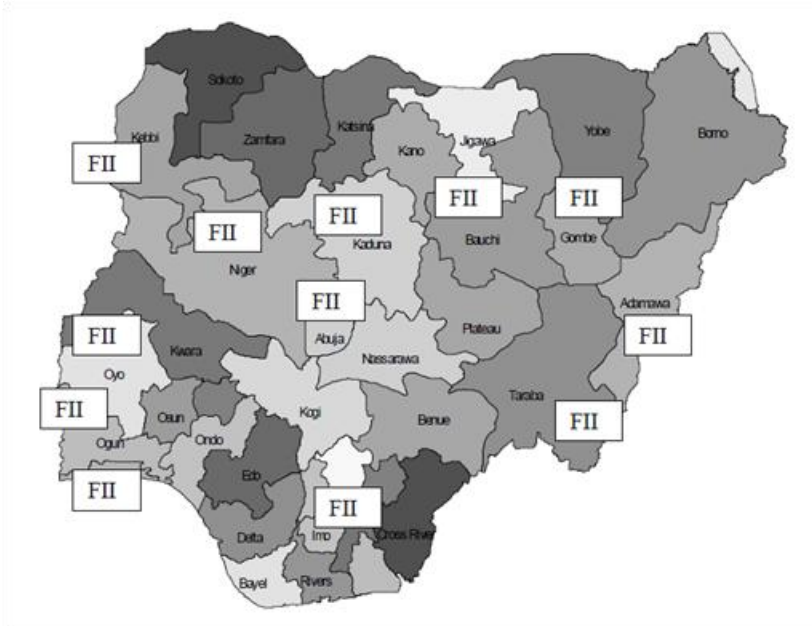 Sokoto
Kebbi
Zamfara
Katsina
Kano
Jigawa
Yobe
Borno
FII
FII
FII
FII
FII
Kaduna
Bauchi
Gombe
Niger
FII
Abuja
Adamawa
FII
FII
Plateau
Kwara
Nassarawa
Oyo
Taraba
FII
Osun
Kogi
Benue
FII
Ogun
Ondo
Edo
FII
FII
Delta
Imo
Cross River
Bayel
Rivers